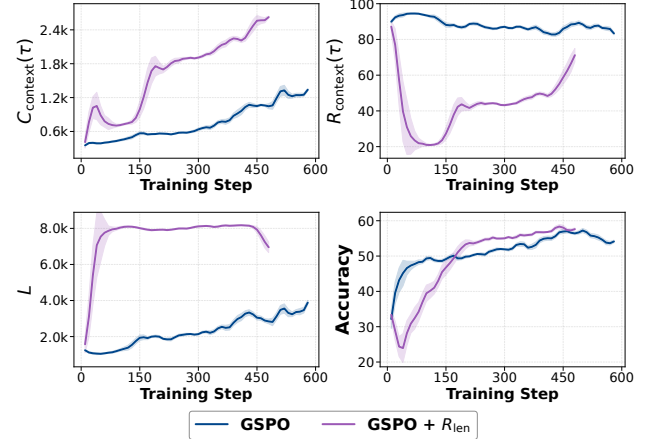 C_context(τ)
2.4k
1.8k
1.2k
0.6k
0 150 300 450 600
Training Step
R_context(τ)
100
80
60
40
20
0 150 300 450 600
Training Step
L
8.0k
6.0k
4.0k
2.0k
0 150 300 450 600
Training Step
Accuracy
60
50
40
30
20
0 150 300 450 600
Training Step
GSPO GSPO + R_len